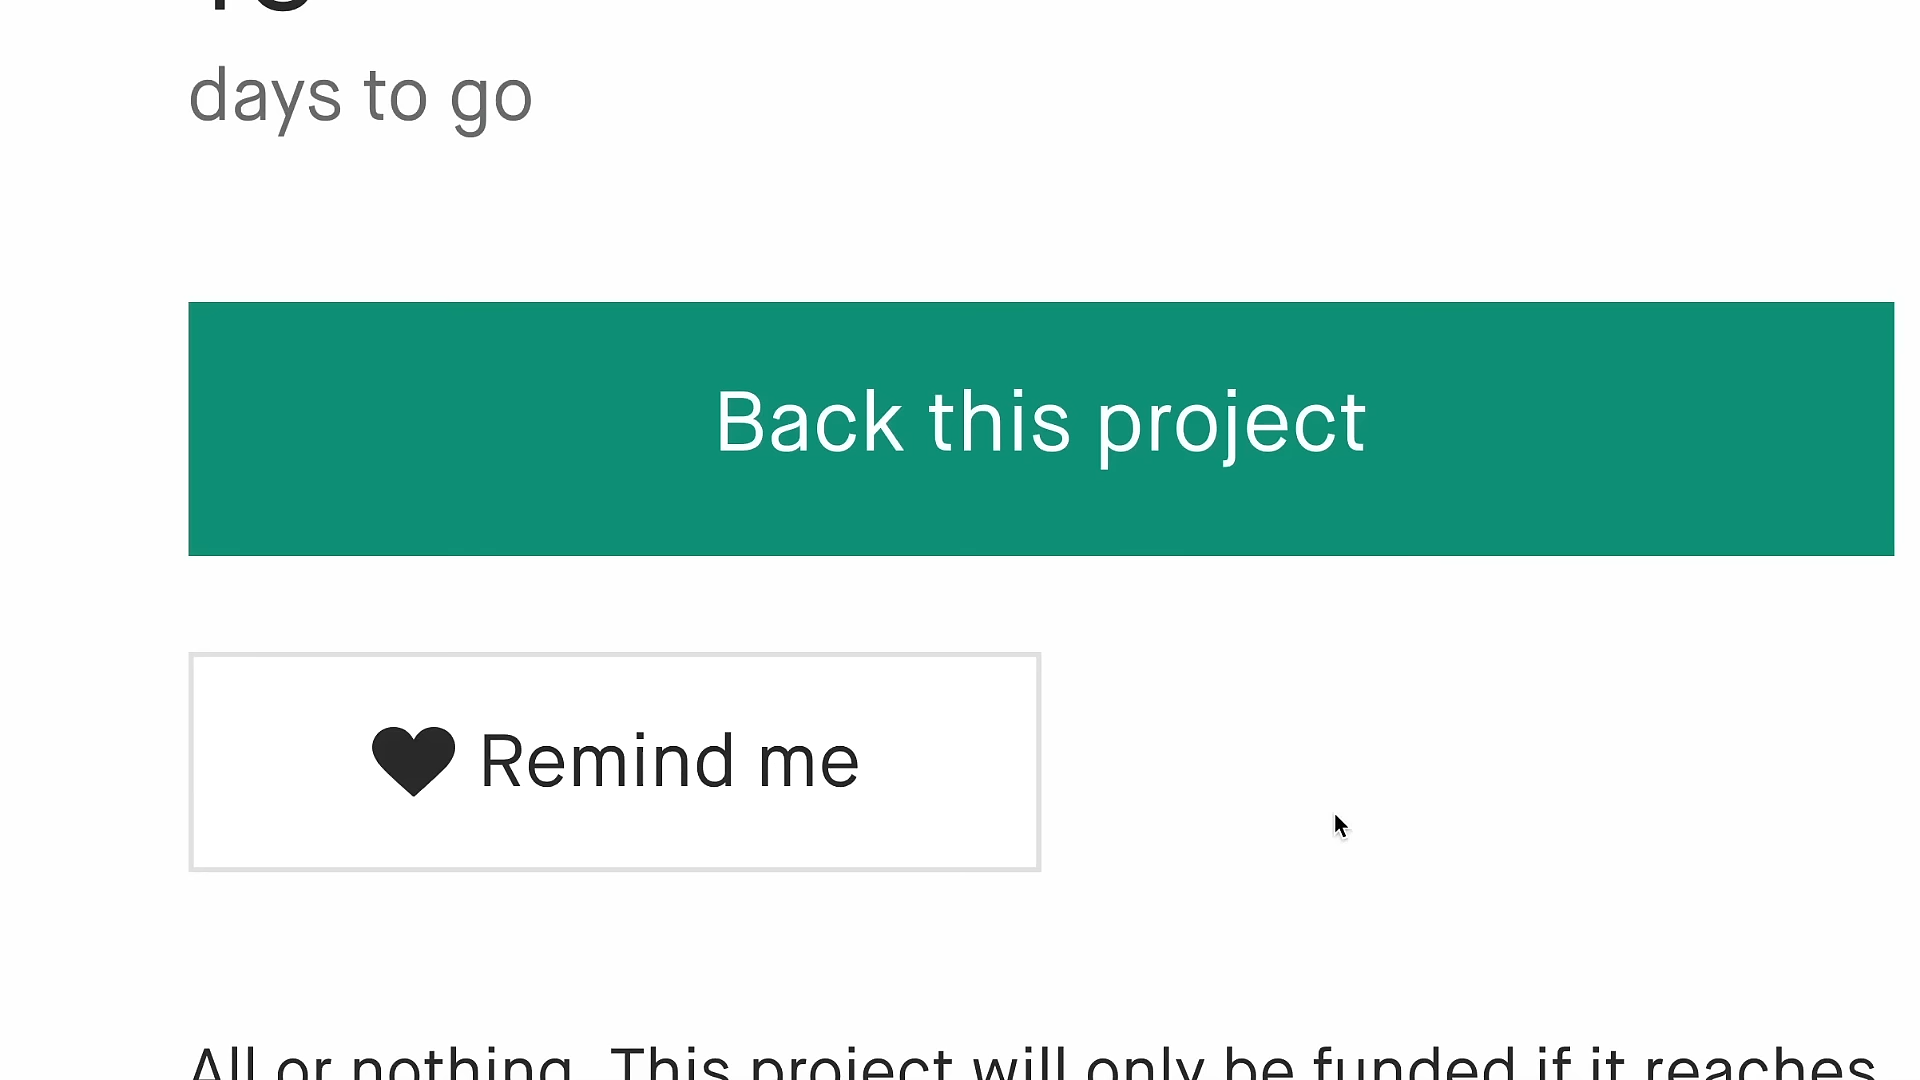 days to go
Back this project
Remind me
All or nothing. This project will only be funded if it reaches